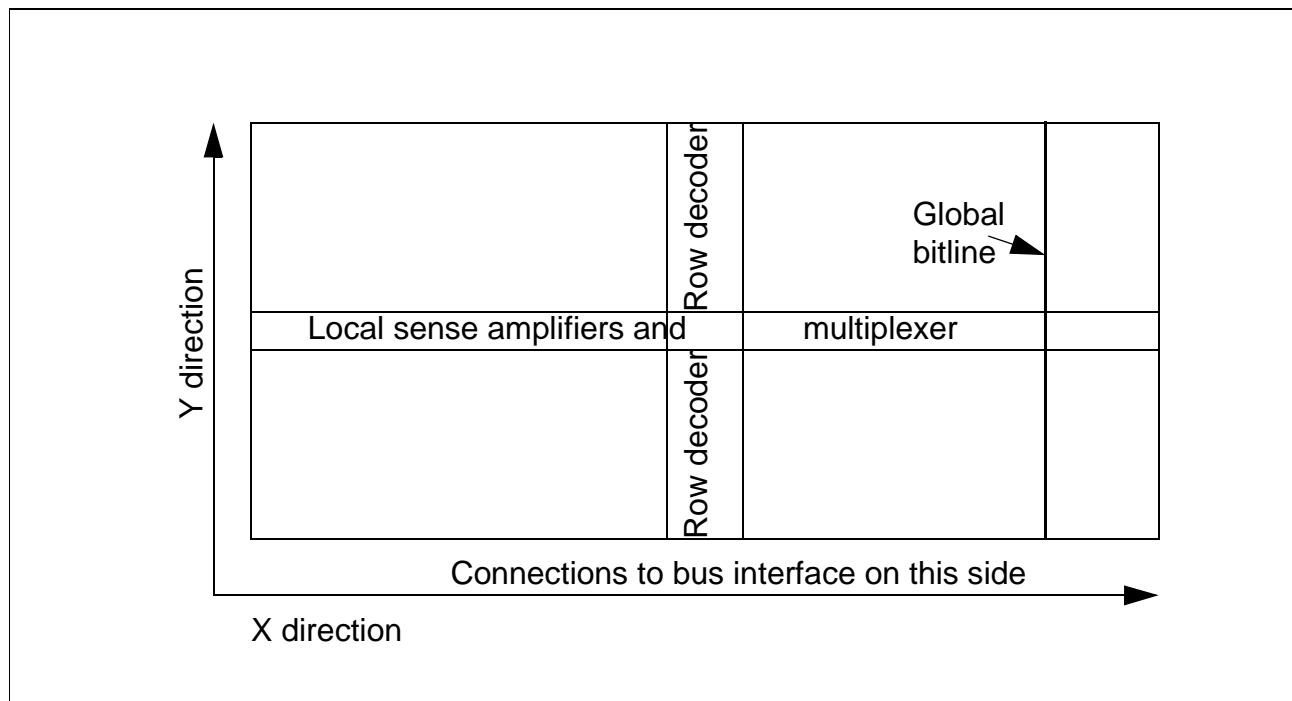 Row decoder
Global
bitline
Y direction
Local sense amplifiers and multiplexer
Row decoder
Connections to bus interface on this side
X direction